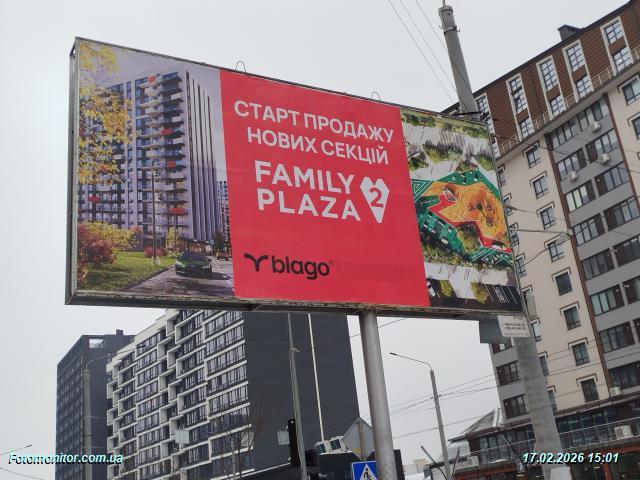 СТАРТ ПРОДАЖУ
НОВИХ СЕКЦІЙ
FAMILY
PLAZA 2
blago
Fotomonitor.com.ua
17.02.2026 15:01